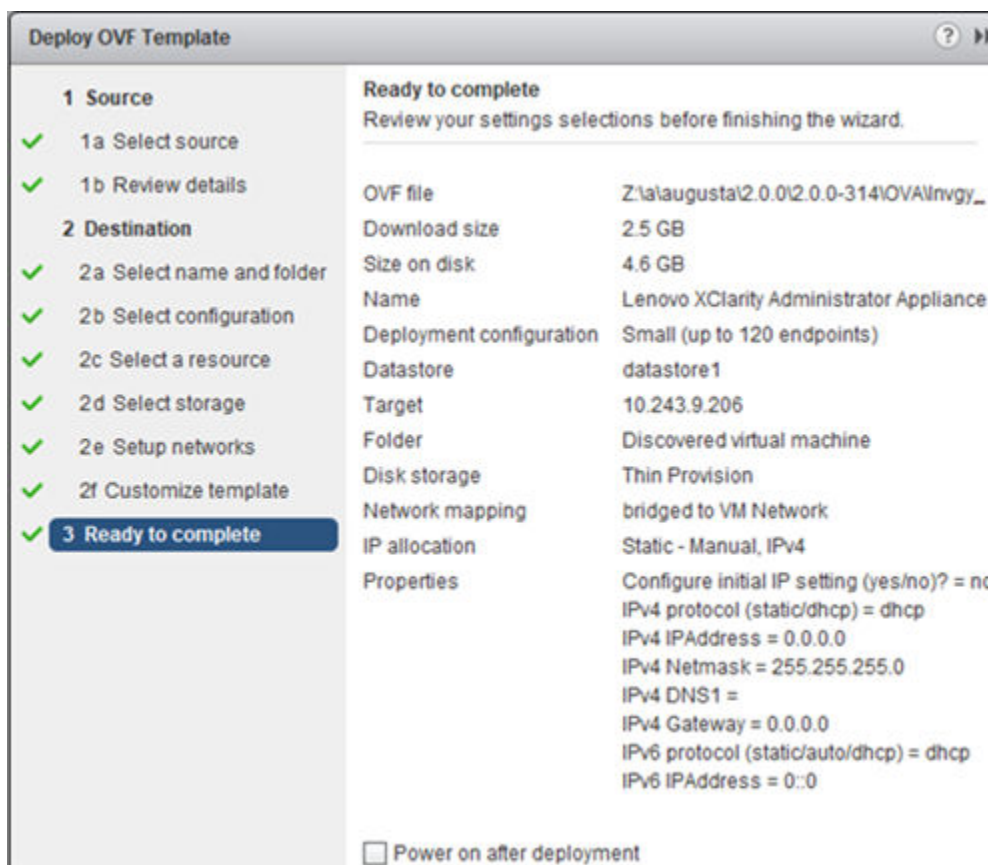 Deploy OVF Template
1 Source
1a Select source
1b Review details
2 Destination
2a Select name and folder
2b Select configuration
2c Select a resource
2d Select storage
2e Setup networks
2f Customize template
3 Ready to complete
Ready to complete
Review your settings selections before finishing the wizard.
OVF file Z:\a\augusta\2.0.0\2.0.0-314\OVA\Invgy_
Download size 2.5 GB
Size on disk 4.6 GB
Name Lenovo XClarity Administrator Appliance
Deployment configuration Small (up to 120 endpoints)
Datastore datastore1
Target 10.243.9.206
Folder Discovered virtual machine
Disk storage Thin Provision
Network mapping bridged to VM Network
IP allocation Static - Manual, IPv4
Properties Configure initial IP setting (yes/no)? = no
IPv4 protocol (static/dhcp) = dhcp
IPv4 IPAddress = 0.0.0.0
IPv4 Netmask = 255.255.255.0
IPv4 DNS1 =
IPv4 Gateway = 0.0.0.0
IPv6 protocol (static/auto/dhcp) = dhcp
IPv6 IPAddress = 0::0
Power on after deployment